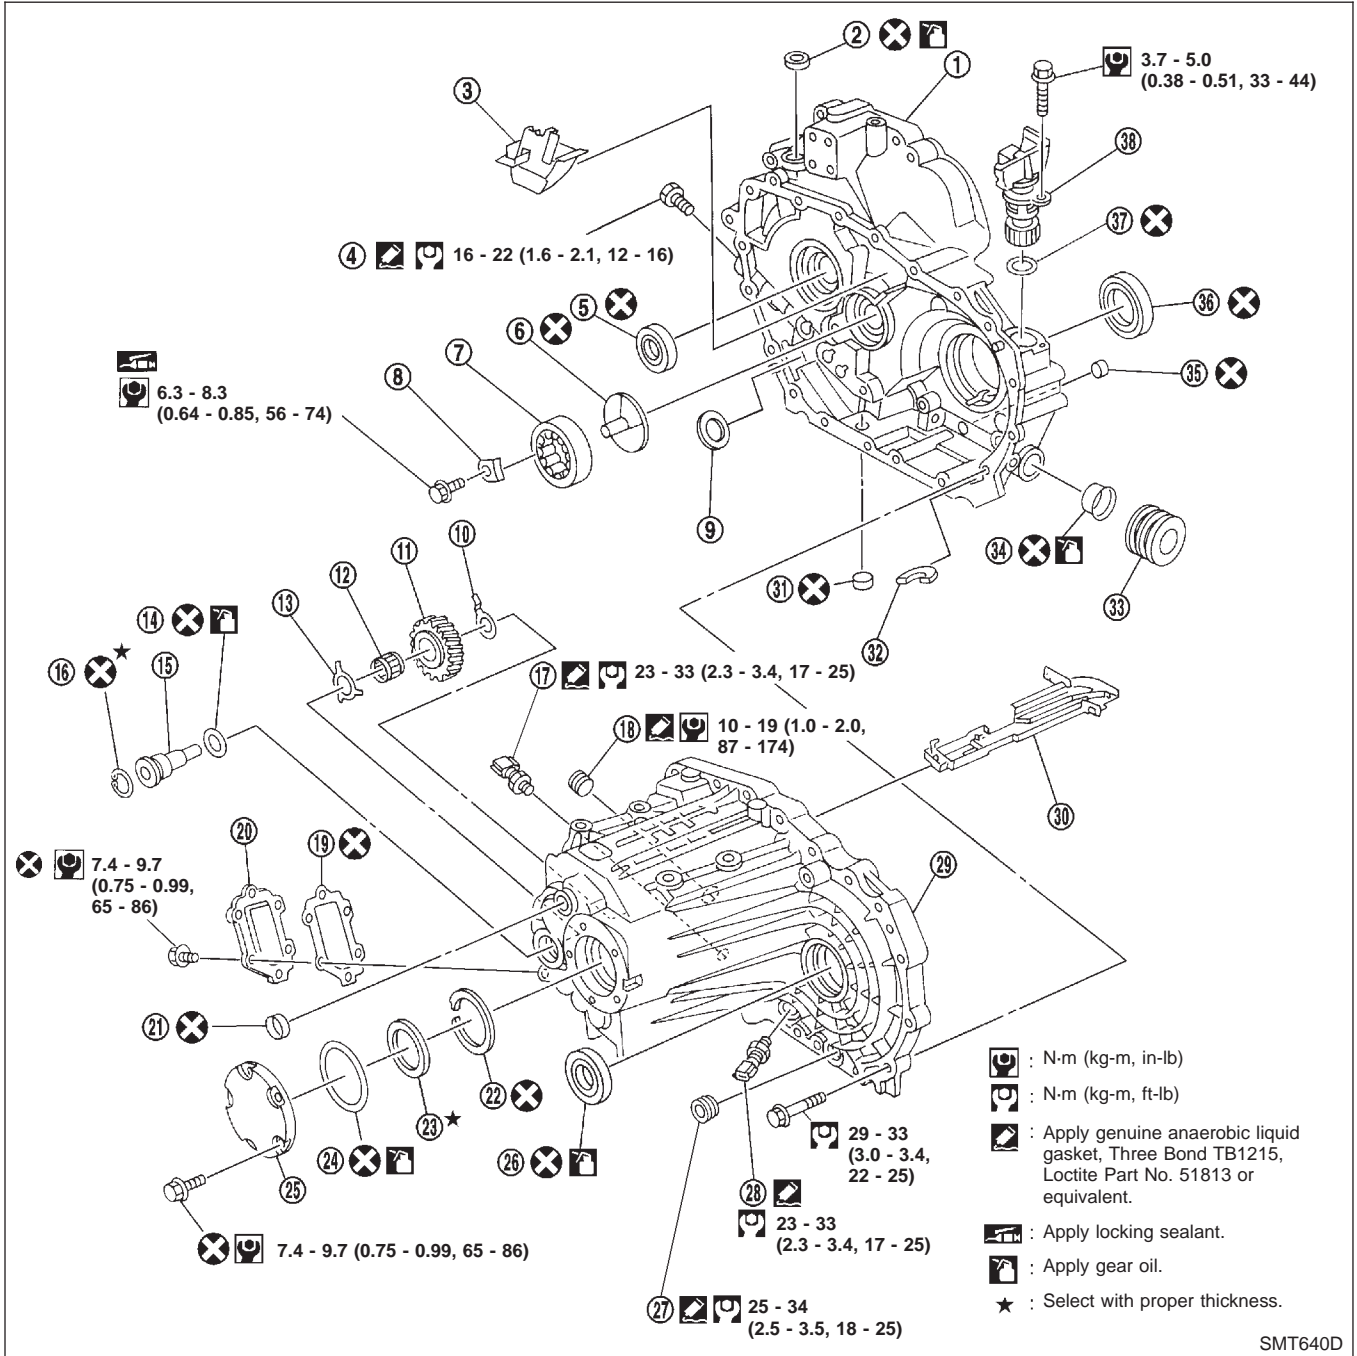 2
1
3.7 - 5.0
(0.38 - 0.51, 33 - 44)
3
38
37
4 16 - 22 (1.6 - 2.1, 12 - 16)
5
36
6
7
35
8
6.3 - 8.3
(0.64 - 0.85, 56 - 74)
9
10
34
11
12
31
33
13
14
32
16
15
17 23 - 33 (2.3 - 3.4, 17 - 25)
18 10 - 19 (1.0 - 2.0,
87 - 174)
30
20
19
29
7.4 - 9.7
(0.75 - 0.99,
65 - 86)
21
22
23
24
26
25
29 - 33
(3.0 - 3.4,
22 - 25)
28
23 - 33
(2.3 - 3.4, 17 - 25)
7.4 - 9.7 (0.75 - 0.99, 65 - 86)
27 25 - 34
(2.5 - 3.5, 18 - 25)
: N·m (kg-m, in-lb)
: N·m (kg-m, ft-lb)
: Apply genuine anaerobic liquid
gasket, Three Bond TB1215,
Loctite Part No. 51813 or
equivalent.
: Apply locking sealant.
: Apply gear oil.
★ : Select with proper thickness.
SMT640D